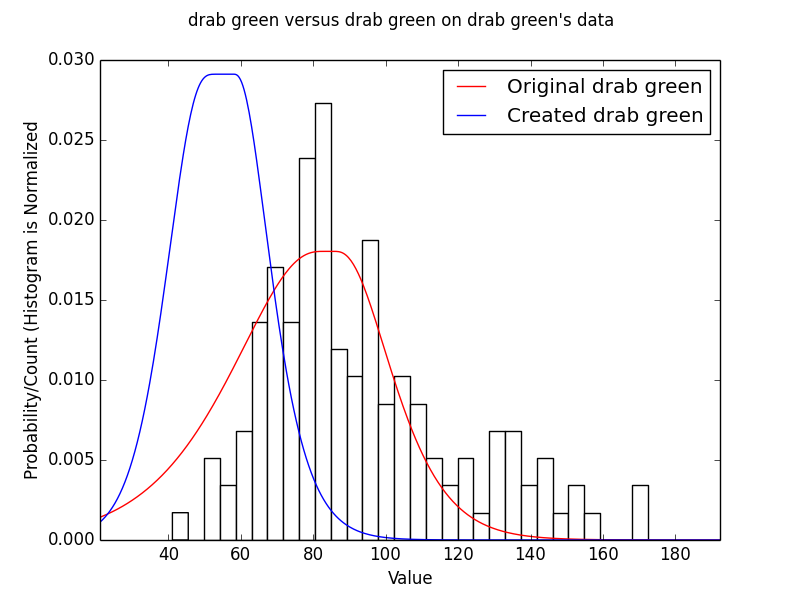 drab green versus drab green on drab green's data
Original drab green
Created drab green
0.030
0.025
0.020
0.015
0.010
0.005
0.000
Probability/Count (Histogram is Normalized
40 60 80 100 120 140 160 180
Value